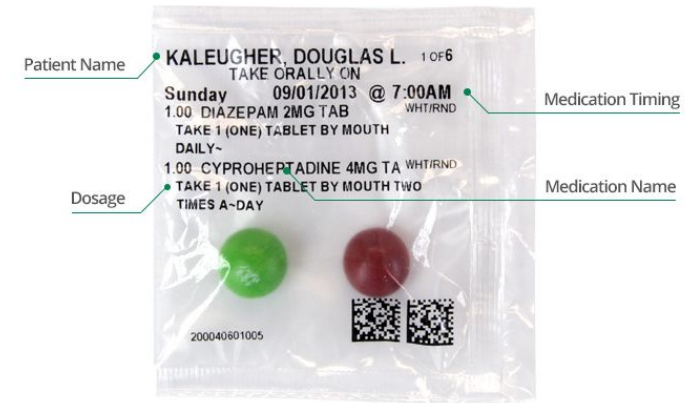 Patient Name
KALEUGHER, DOUGLAS L. 1 OF 6
TAKE ORALLY ON
Sunday 09/01/2013 @ 7:00AM
Medication Timing
1.00 DIAZEPAM 2MG TAB WHT/RND
TAKE 1 (ONE) TABLET BY MOUTH
DAILY~
1.00 CYPROHEPTADINE 4MG TA WHT/RND
Medication Name
Dosage
TAKE 1 (ONE) TABLET BY MOUTH TWO
TIMES A~DAY
200040601005